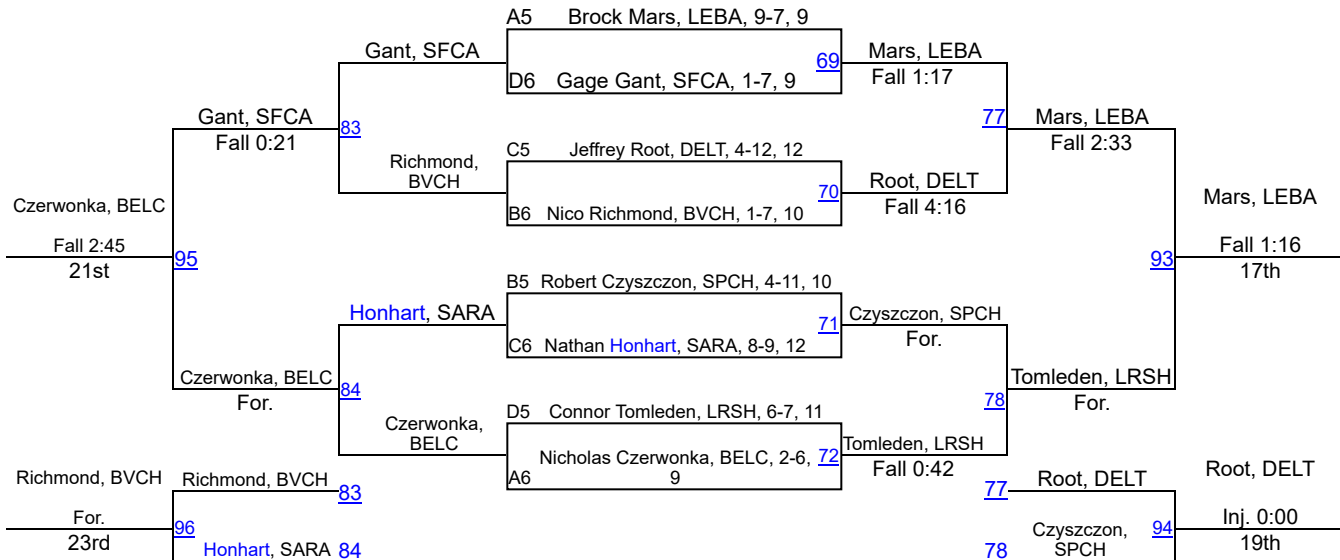 A5 Brock Mars, LEBA, 9-7, 9
Gant, SFCA
69
Mars, LEBA
Fall 1:17
D6 Gage Gant, SFCA, 1-7, 9
Gant, SFCA
Fall 0:21
83
77
Mars, LEBA
Fall 2:33
C5 Jeffrey Root, DELT, 4-12, 12
Richmond,
BVCH
70
Root, DELT
Fall 4:16
B6 Nico Richmond, BVCH, 1-7, 10
Czerwonka, BELC
Fall 2:45
21st
95
93
Mars, LEBA
Fall 1:16
17th
B5 Robert Czyszczon, SPCH, 4-11, 10
Honhart, SARA
71
Czyszczon, SPCH
For.
C6 Nathan Honhart, SARA, 8-9, 12
Czerwonka, BELC
For.
84
78
Tomleden, LRSH
For.
D5 Connor Tomleden, LRSH, 6-7, 11
Czerwonka,
BELC
72
Tomleden, LRSH
Fall 0:42
A6 Nicholas Czerwonka, BELC, 2-6,
9
Richmond, BVCH
For.
23rd
Richmond, BVCH
83
96
Honhart, SARA 84
77
Root, DELT
94
78
Czyszczon,
SPCH
Root, DELT
Inj. 0:00
19th